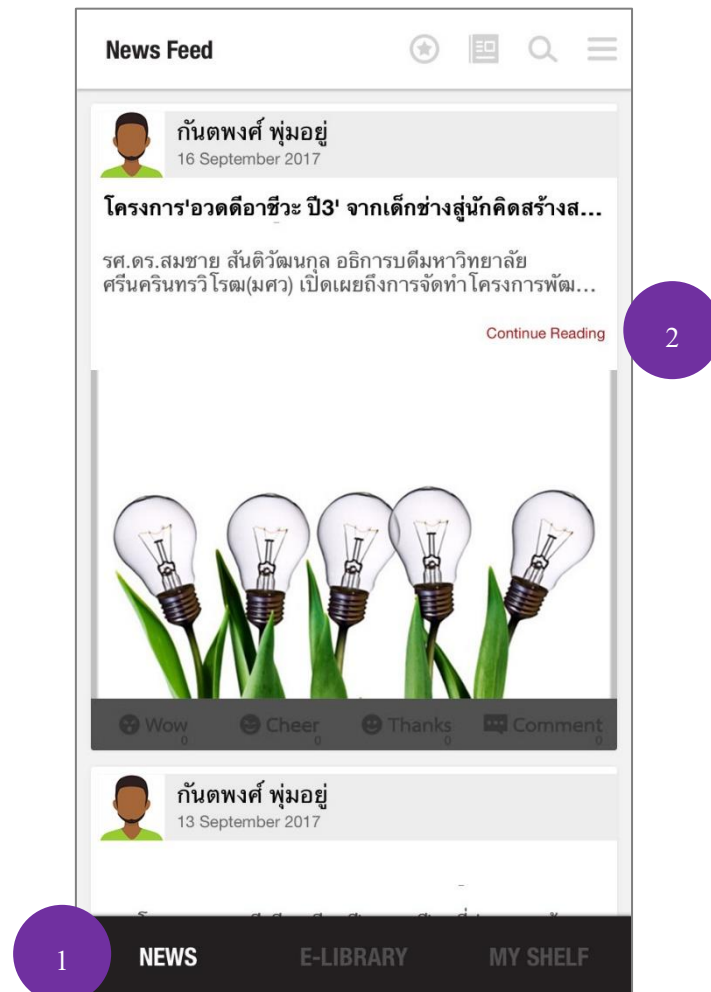 News Feed
กันตพงศ์ พุ่มอยู่
16 September 2017
โครงการ'อวดดีอาชีวะ ปี3' จากเด็กช่างสู่นักคิดสร้างส...
รศ.ดร.สมชาย สันติวัฒนกุล อธิการบดีมหาวิทยาลัย
ศรีนครินทรวิโรฒ(มศว) เปิดเผยถึงการจัดทำโครงการพัฒ...
Continue Reading
2
Wow
0
Cheer
0
Thanks
0
Comment
0
กันตพงศ์ พุ่มอยู่
13 September 2017
1
NEWS
E-LIBRARY
MY SHELF